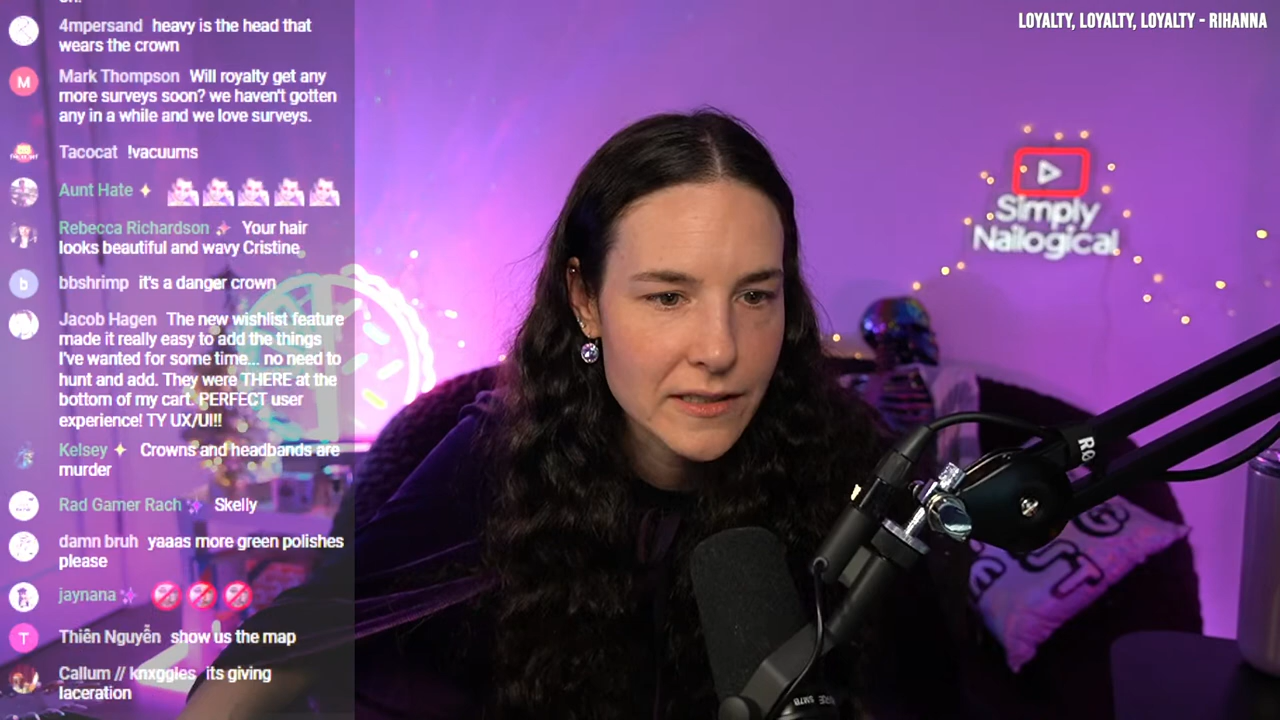 4mpersand heavy is the head that
wears the crown
Mark Thompson Will royalty get any
more surveys soon? we haven't gotten
any in a while and we love surveys.
Tacocat !vacuums
Aunt Hate
Rebecca Richardson Your hair
looks beautiful and wavy Cristine
b
bbshrimp it's a danger crown
Jacob Hagen The new wishlist feature
made it really easy to add the things
I've wanted for some time... no need to
hunt and add. They were THERE at the
bottom of my cart. PERFECT user
experience! TY UX/UI!!
Kelsey Crowns and headbands are
murder
Rad Gamer Rach Skelly
damn bruh yaaas more green polishes
please
jaynana
T
Thiên Nguyễn show us the map
Callum // knxggles its giving
laceration
M
LOYALTY, LOYALTY, LOYALTY - RIHANNA
Simply
Nailogical